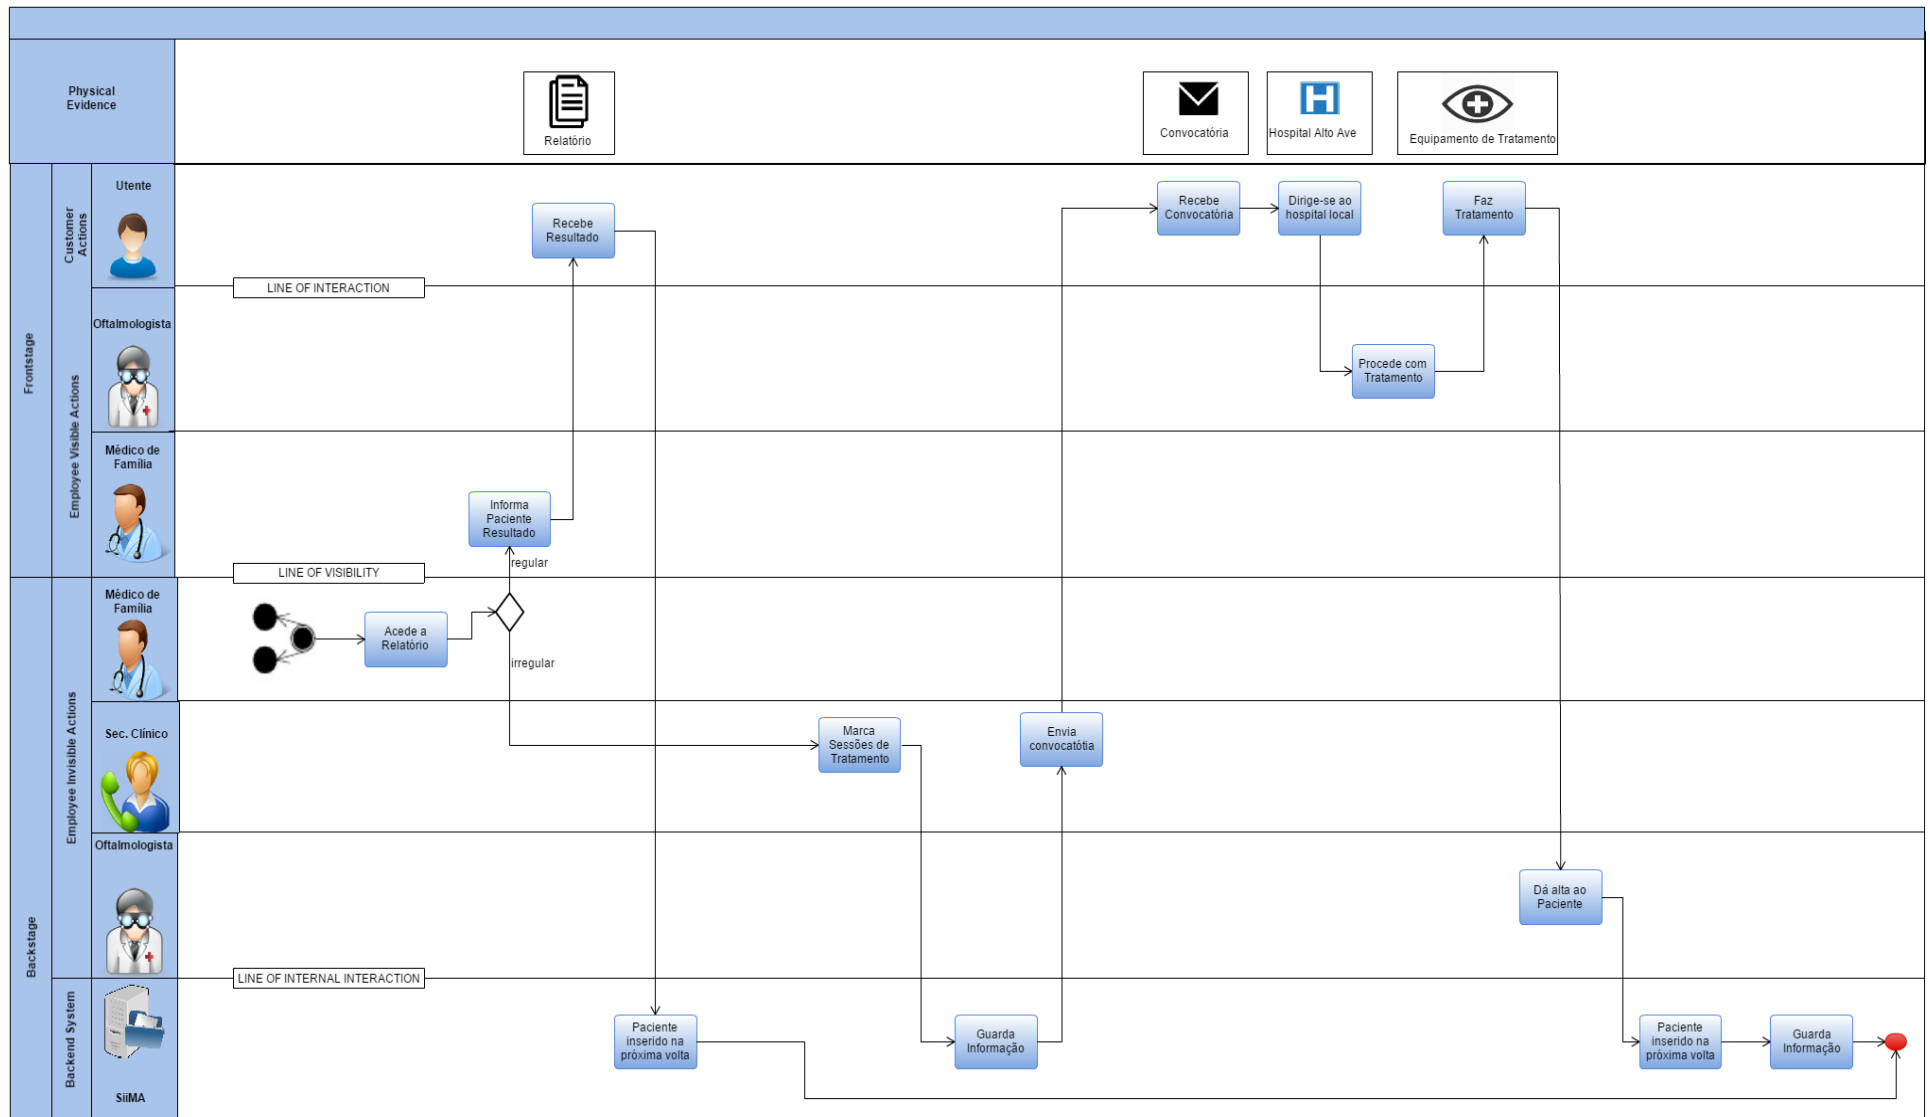 Physical
Evidence
Relatório
Convocatória
Hospital Alto Ave
Equipamento de Tratamento
Frontstage
Customer
Actions
Utente
Recebe
Resultado
Recebe
Convocatória
Dirige-se ao
hospital local
Faz
Tratamento
LINE OF INTERACTION
Employee Visible Actions
Oftalmologista
Procede com
Tratamento
Médico de
Família
Informa
Paciente
Resultado
regular
LINE OF VISIBILITY
Backstage
Employee Invisible Actions
Médico de
Família
Acede a
Relatório
irregular
Sec. Clínico
Marca
Sessões de
Tratamento
Envia
convocatótia
Oftalmologista
Dá alta ao
Paciente
LINE OF INTERNAL INTERACTION
Backend System
SiiMA
Paciente
inserido na
próxima volta
Guarda
Informação
Paciente
inserido na
próxima volta
Guarda
Informação